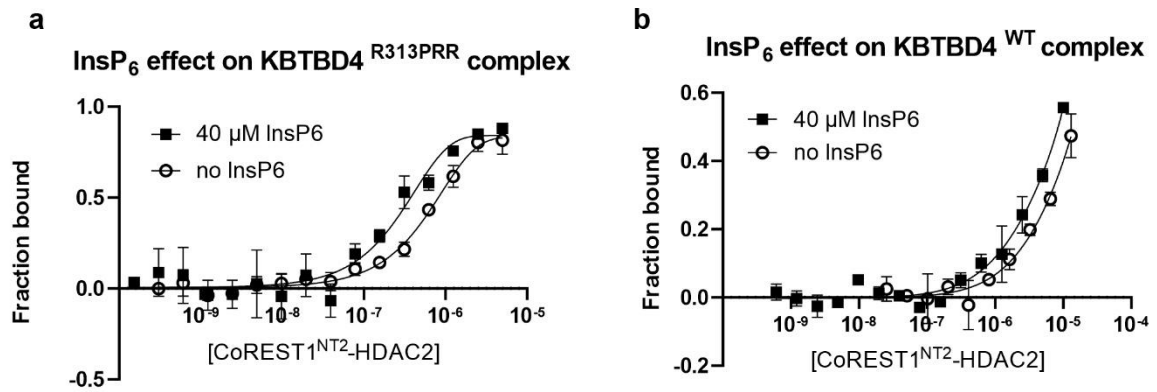 a
InsP₆ effect on KBTBD4 ᴿ³¹³ᴾᴿᴿ complex
Fraction bound
1.0
0.5
0.0
-0.5
40 µM InsP6
no InsP6
10⁻⁹ 10⁻⁸ 10⁻⁷ 10⁻⁶ 10⁻⁵
[CoREST1ᴺᵀ²-HDAC2]
b
InsP₆ effect on KBTBD4 ᵂᵀ complex
Fraction bound
0.6
0.4
0.2
0.0
-0.2
40 µM InsP6
no InsP6
10⁻⁹ 10⁻⁸ 10⁻⁷ 10⁻⁶ 10⁻⁵ 10⁻⁴
[CoREST1ᴺᵀ²-HDAC2]